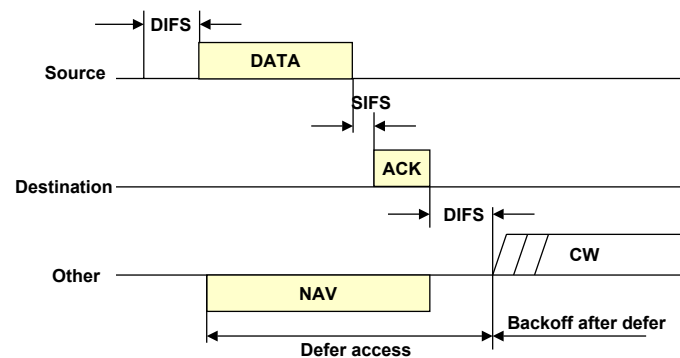 DIFS
DATA
Source
SIFS
ACK
Destination
DIFS
CW
Other
NAV
Backoff after defer
Defer access